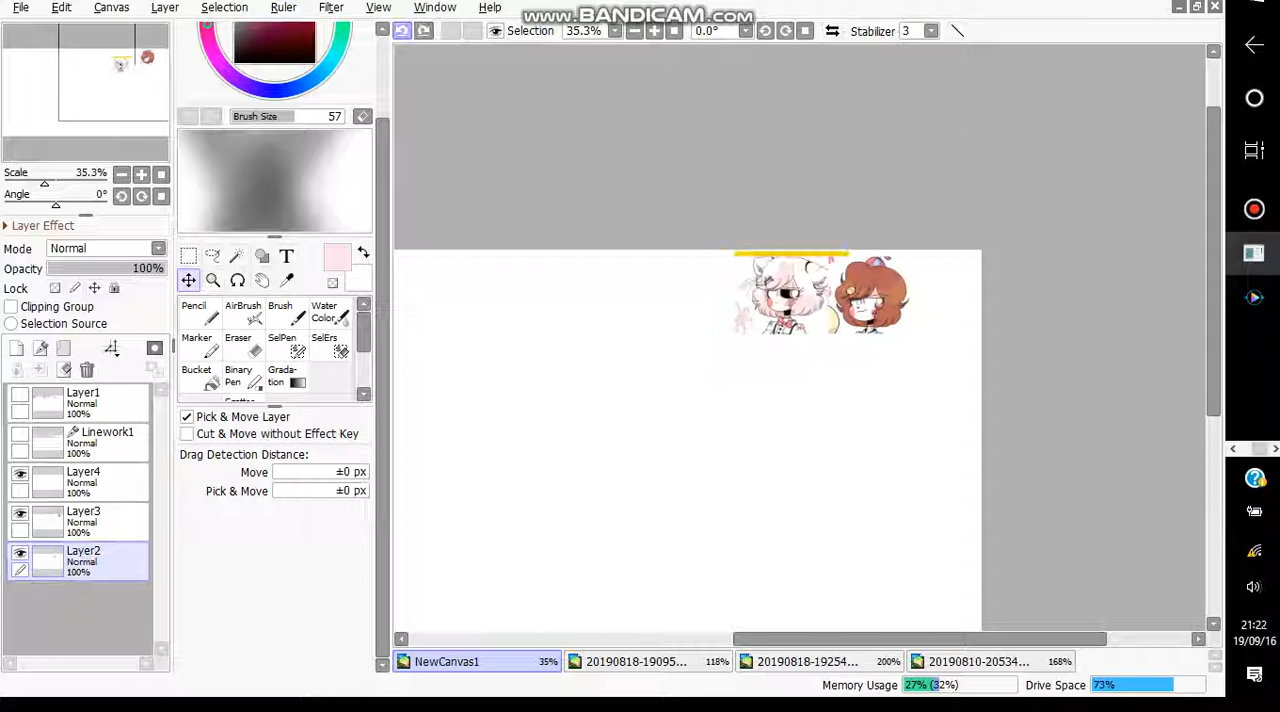 File Edit Canvas Layer Selection Ruler Filter View Window Help
www.BANDICAM.com
Selection 35.3% 0.0° Stabilizer 3
Brush Size 57
Scale 35.3%
Angle 0°
Layer Effect
Mode Normal
Opacity 100%
Lock
Clipping Group
Selection Source
Pencil AirBrush Brush Water Color
Marker Eraser SelPen SelErs
Bucket Binary Pen Grada-tion
Pick & Move Layer
Cut & Move without Effect Key
Drag Detection Distance:
Move ±0 px
Pick & Move ±0 px
Layer1
Normal
100%
Linework1
Normal
100%
Layer4
Normal
100%
Layer3
Normal
100%
Layer2
Normal
100%
NewCanvas1 35% 20190818-19095... 118% 20190818-19254... 200% 20190810-20534... 168%
Memory Usage 27% (32%) Drive Space 73%
21:22
19/09/16